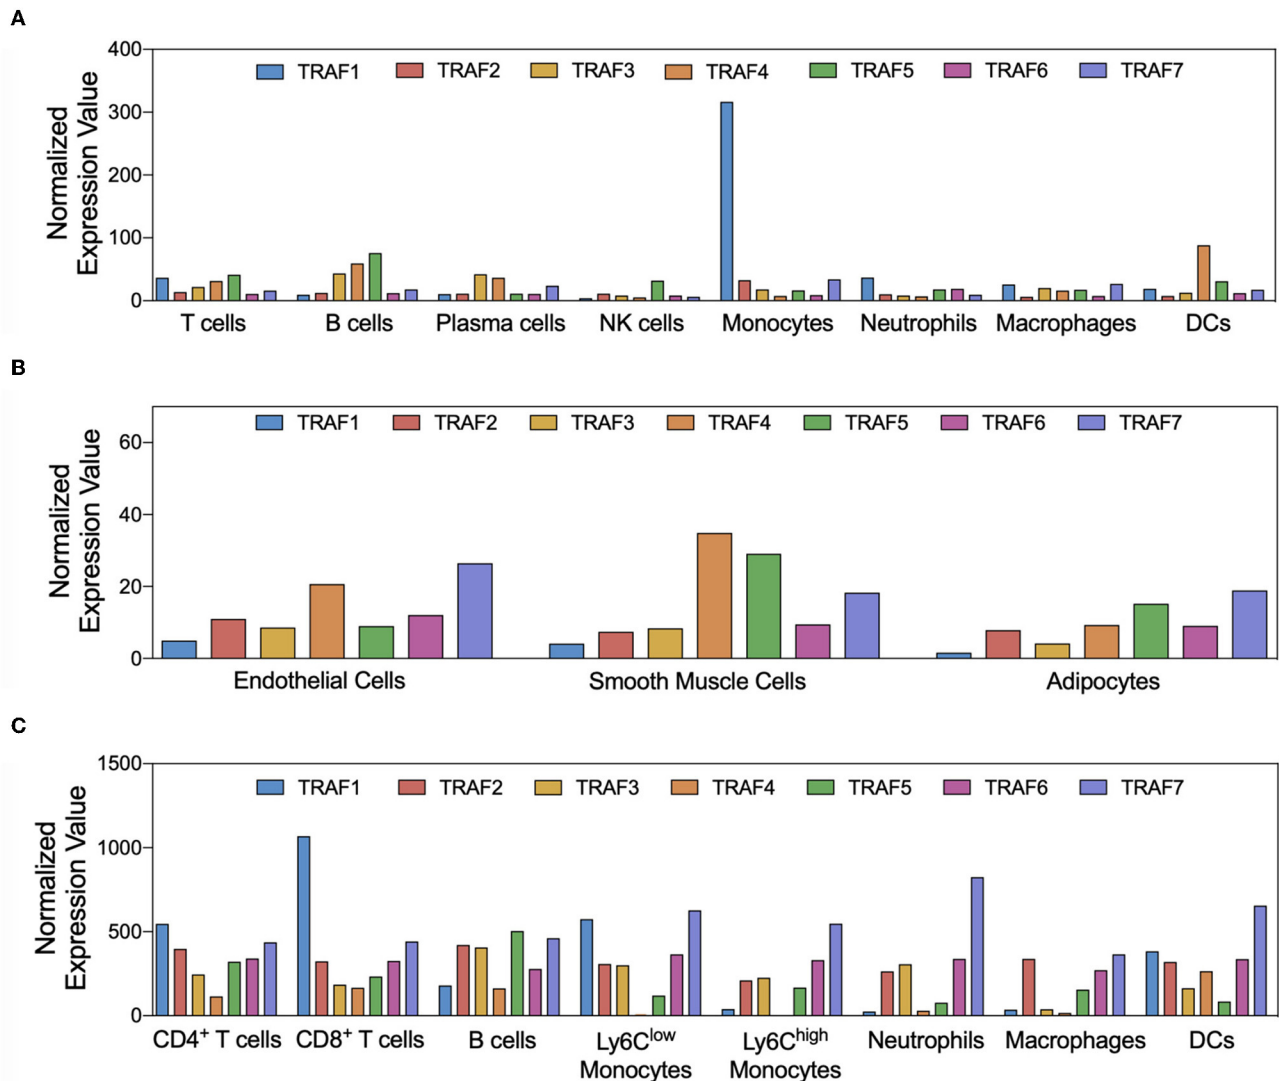 A
Normalized
Expression Value
400
300
200
100
0
TRAF1 TRAF2 TRAF3 TRAF4 TRAF5 TRAF6 TRAF7
T cells B cells Plasma cells NK cells Monocytes Neutrophils Macrophages DCs
B
Normalized
Expression Value
60
40
20
0
TRAF1 TRAF2 TRAF3 TRAF4 TRAF5 TRAF6 TRAF7
Endothelial Cells Smooth Muscle Cells Adipocytes
C
Normalized
Expression Value
1500
1000
500
0
TRAF1 TRAF2 TRAF3 TRAF4 TRAF5 TRAF6 TRAF7
CD4⁺ T cells CD8⁺ T cells B cells Ly6Cˡᵒʷ Ly6Cʰⁱᵍʰ Neutrophils Macrophages DCs
Monocytes Monocytes